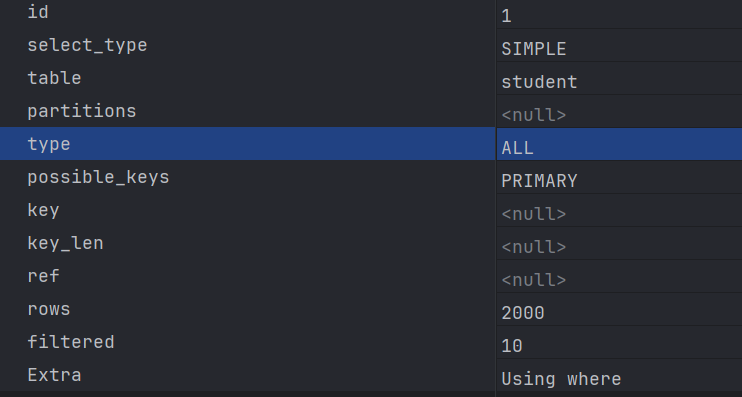 id 1
select_type SIMPLE
table student
partitions <null>
type ALL
possible_keys PRIMARY
key <null>
key_len <null>
ref <null>
rows 2000
filtered 10
Extra Using where